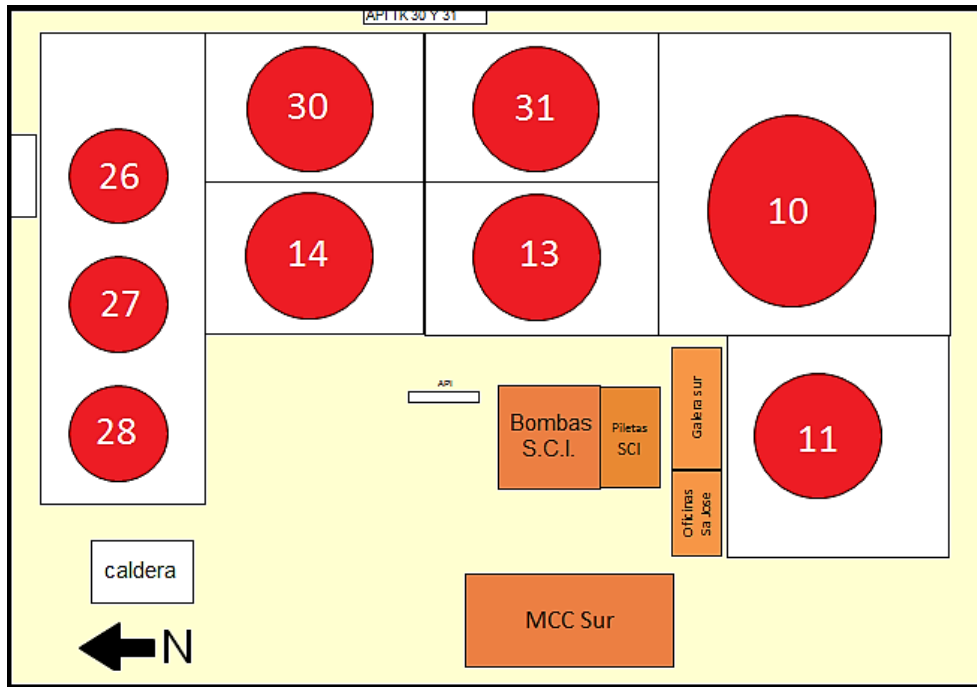 API TK 30 Y 31
30
31
26
10
14
13
27
API
Galera sur
Bombas
S.C.I.
Piletas
SCI
28
11
Oficinas
Sa Jose
caldera
MCC Sur
N